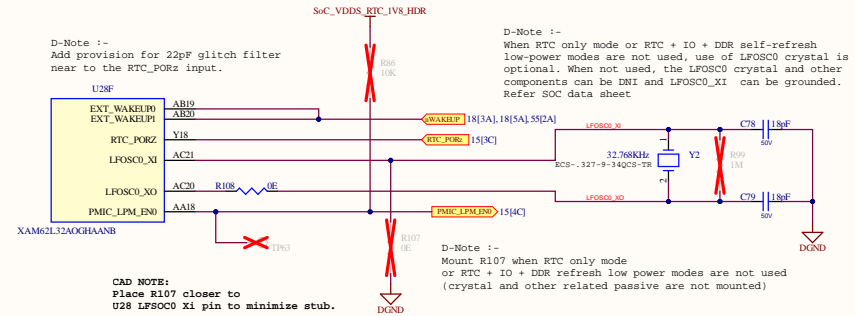 SoC_VDDS_RTC_1V8_HDR
D-Note :-
Add provision for 22pF glitch filter
near to the RTC_PORz input.
D-Note :-
When RTC only mode or RTC + IO + DDR self-refresh
low-power modes are not used, use of LFOSC0 crystal is
optional. When not used, the LFOSC0 crystal and other
components can be DNI and LFOSC0_XI  can be grounded.
Refer SOC data sheet
R86
10K
U28F
EXT_WAKEUP0
AB19
EXT_WAKEUP1
AB20
aWAKEUP
18[3A], 18[5A], 55[2A]
RTC_PORZ
Y18
RTC_PORz
15[3C]
LFOSC0_XI
AC21
LFOSC0_XI
C78
18pF
50V
1
32.768KHz
Y2
ECS-.327-9-34QCS-TR
2
R99
1M
LFOSC0_XO
AC20
R108
0E
LFOSC0_XO
C79
18pF
50V
PMIC_LPM_EN0
AA18
PMIC_LPM_EN0
15[4C]
XAM62L32AOGHAANB
TP63
R107
0E
DGND
D-Note :-
Mount R107 when RTC only mode
or RTC + IO + DDR refresh low power modes are not used
(crystal and other related passive are not mounted)
CAD NOTE:
Place R107 closer to
U28 LFSOC0 Xi pin to minimize stub.
DGND